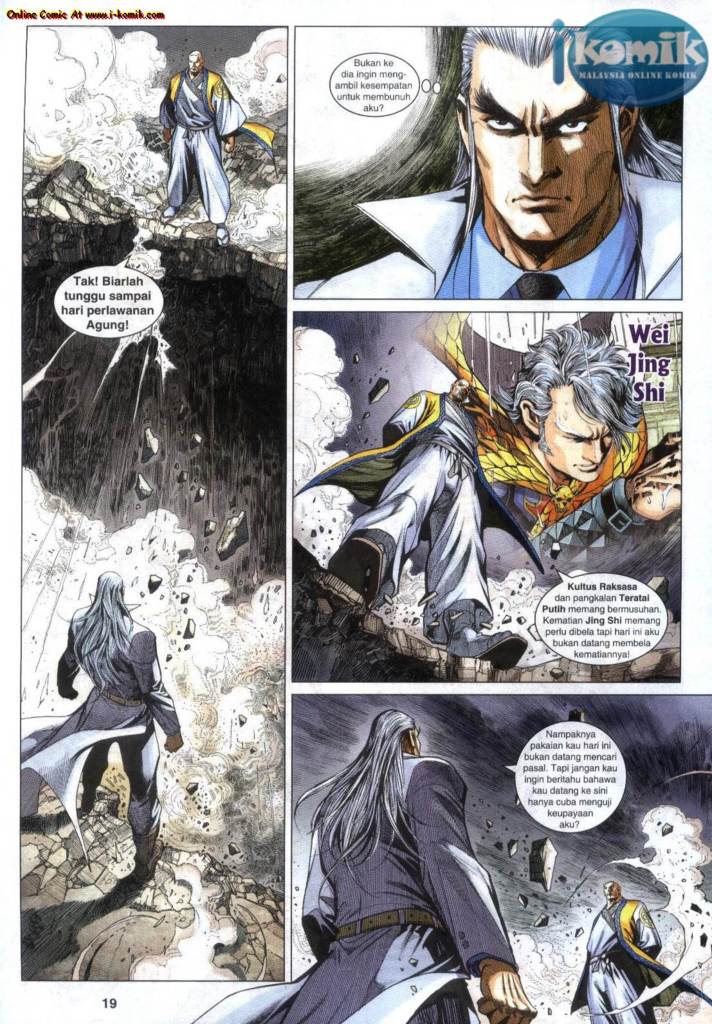 Online Comic At www.i-komik.com
ikomik
MALAYSIA ONLINE KOMIK
Tak! Biarlah
tunggu sampai
hari perlawanan
Agung!
Bukan ke
dia ingin meng-
ambil kesempatan
untuk membunuh
aku?
Wei
Jing
Shi
Kultus Raksasa
dan pangkalan Teratai
Putih memang bermusuhan.
Kematian Jing Shi memang
perlu dibela tapi hari ini aku
bukan datang membela
kematiannya!
Nampaknya
pakaian kau hari ini
bukan datang mencari
pasal. Tapi jangan kau
ingin beritahu bahawa
kau datang ke sini
hanya cuba menguji
keupayaan
aku?
19